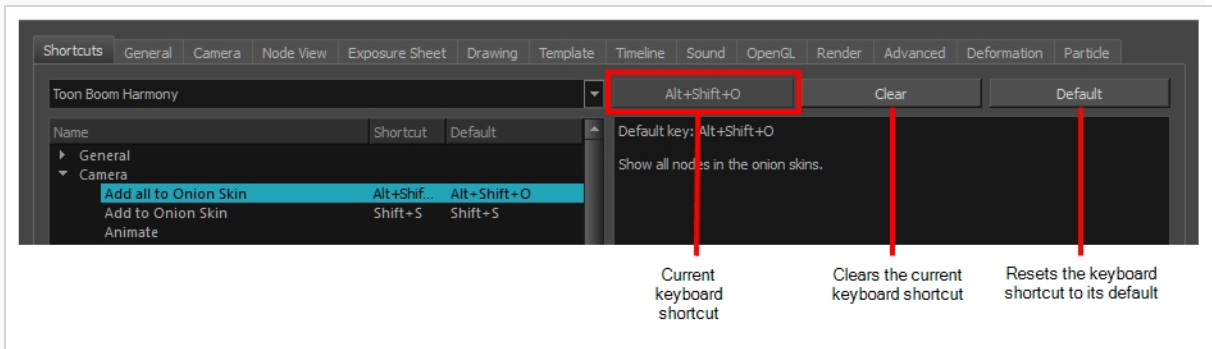 Shortcuts General Camera Node View Exposure Sheet Drawing Template Timeline Sound OpenGL Render Advanced Deformation Particle
Toon Boom Harmony Alt+Shift+O Clear Default
Name Shortcut Default
Default key: Alt+Shift+O
General
Show all nodes in the onion skins.
Camera
Add all to Onion Skin Alt+Shif... Alt+Shift+O
Add to Onion Skin Shift+S Shift+S
Animate
Current
keyboard
shortcut
Clears the current
keyboard shortcut
Resets the keyboard
shortcut to its default